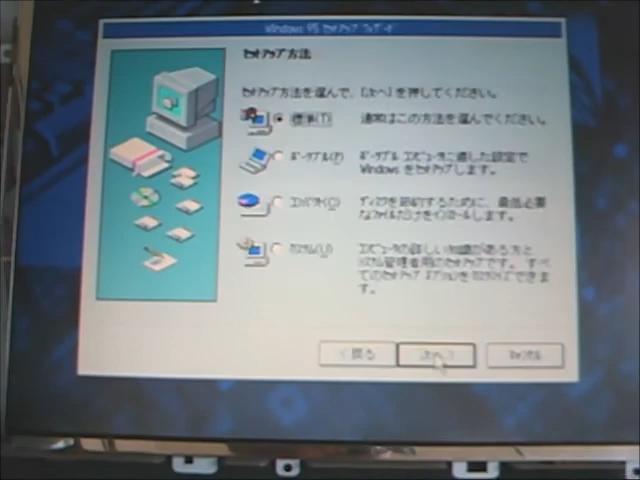 Windows 95 ｾｯﾄｱｯﾌﾟ ｳｨｻﾞｰﾄﾞ
ｾｯﾄｱｯﾌﾟ方法
ｾｯﾄｱｯﾌﾟ方法を選んで、[次へ] を押してください。
標準(T) 通常はこの方法を選んでください。
ﾎﾟｰﾀﾌﾞﾙ(P) ﾎﾟｰﾀﾌﾞﾙ ｺﾝﾋﾟｭｰﾀに適した設定で
Windows をｾｯﾄｱｯﾌﾟします。
ｺﾝﾊﾟｸﾄ(C) ﾃﾞｨｽｸを節約するために、最低必要
なﾌｧｲﾙだけをｲﾝｽﾄｰﾙします。
ｶｽﾀﾑ(U) ｺﾝﾋﾟｭｰﾀの詳しい知識がある方と
ｼｽﾃﾑ管理者用のｾｯﾄｱｯﾌﾟです。すべ
てのｾｯﾄｱｯﾌﾟ ｵﾌﾟｼｮﾝをｶｽﾀﾏｲｽﾞできま
す。
< 戻る 次へ > ｷｬﾝｾﾙ